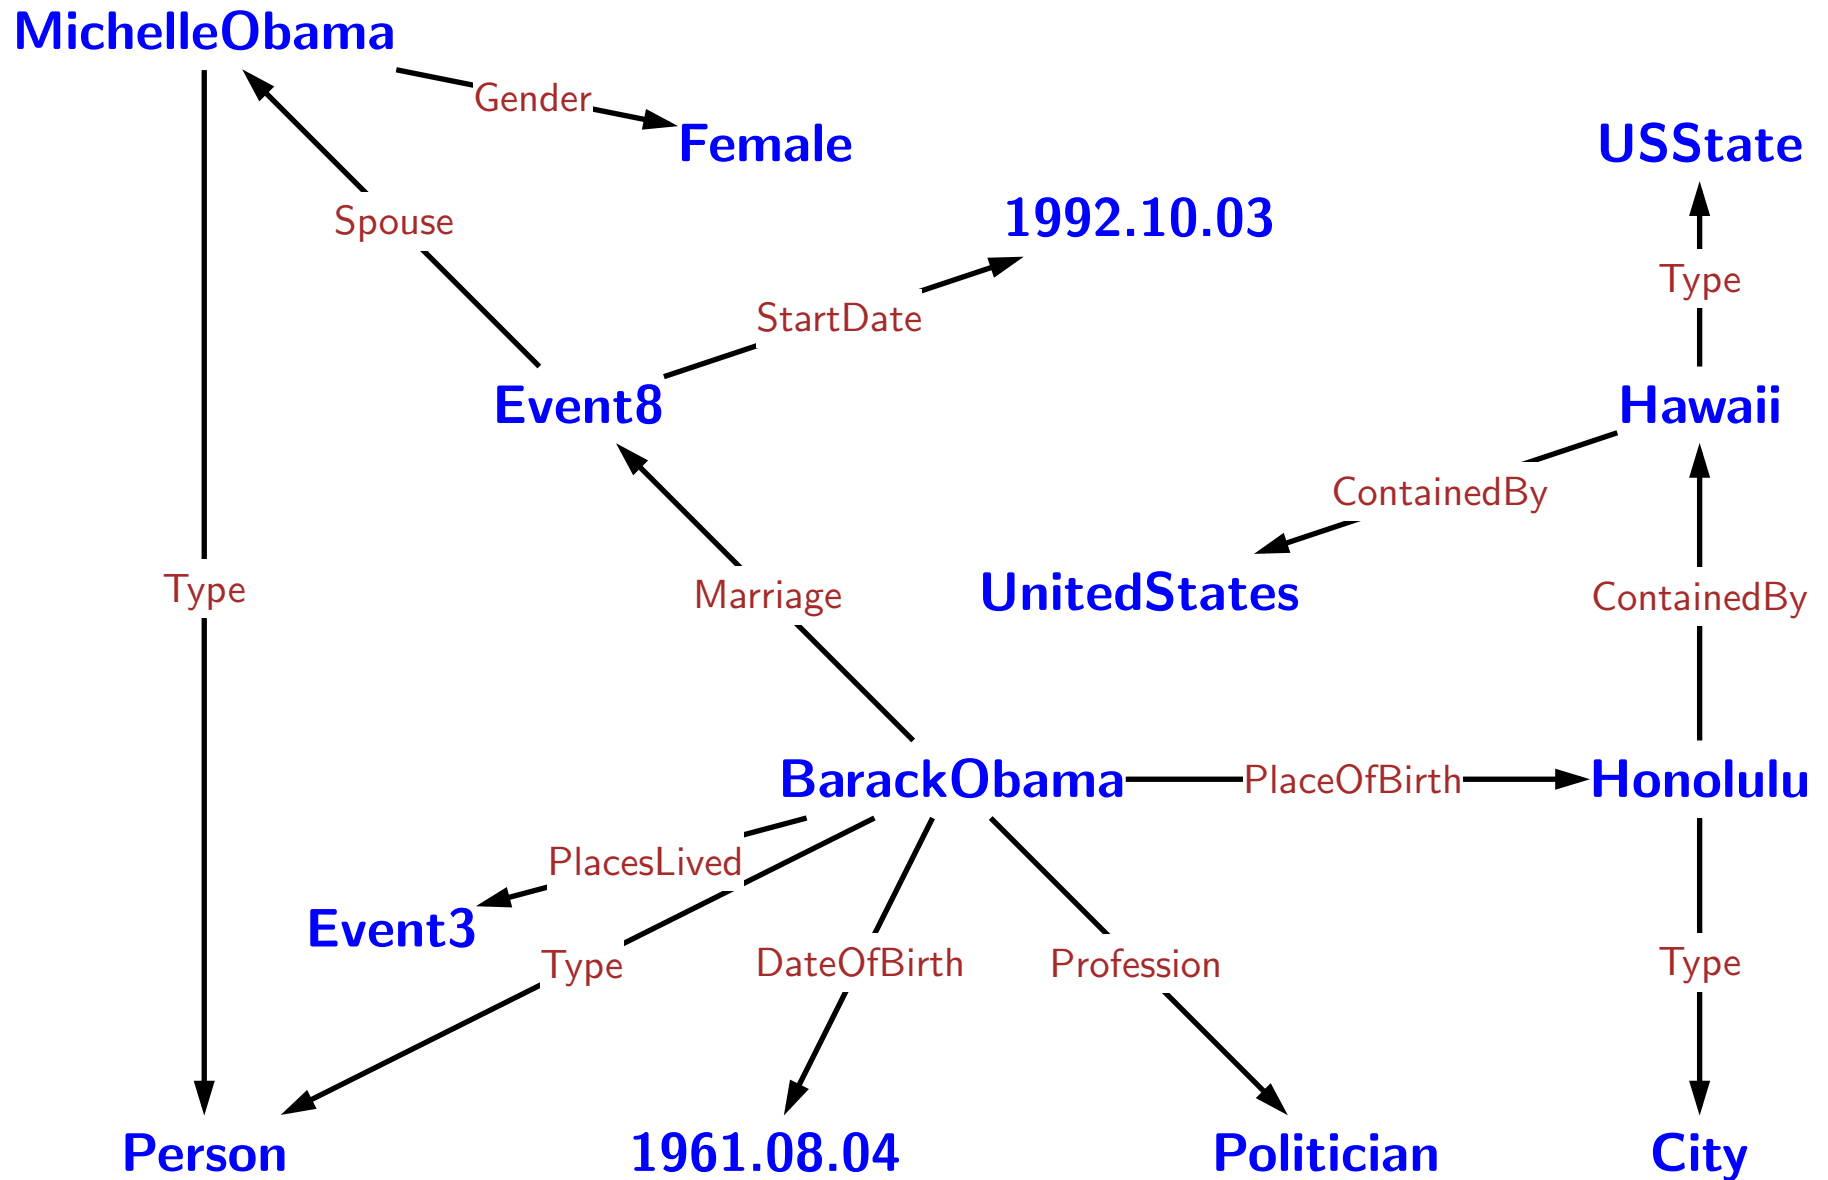 MichelleObama
Gender
Female
USState
1992.10.03
Spouse
Type
StartDate
Event8
Hawaii
ContainedBy
UnitedStates
Type
Marriage
ContainedBy
BarackObama
PlaceOfBirth
Honolulu
PlacesLived
Event3
Type
DateOfBirth
Profession
Type
Person
1961.08.04
Politician
City